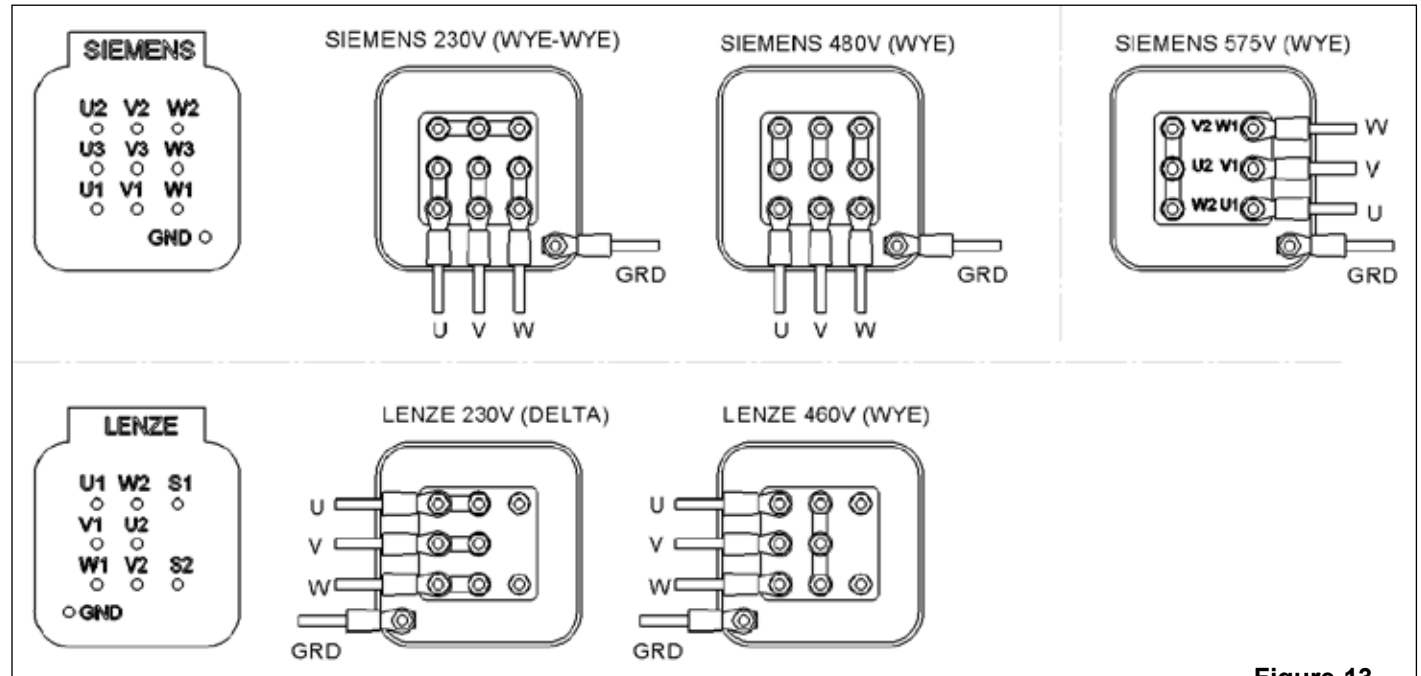 SIEMENS
U2 V2 W2
U3 V3 W3
U1 V1 W1
GND
SIEMENS 230V (WYE-WYE)
U V W
GRD
SIEMENS 480V (WYE)
U V W
GRD
SIEMENS 575V (WYE)
V2 W1 W
U2 V1 V
W2 U1 U
GRD
LENZE
U1 W2 S1
V1 U2
W1 V2 S2
GND
LENZE 230V (DELTA)
U
V
W
GRD
LENZE 460V (WYE)
U
V
W
GRD
Figure 13